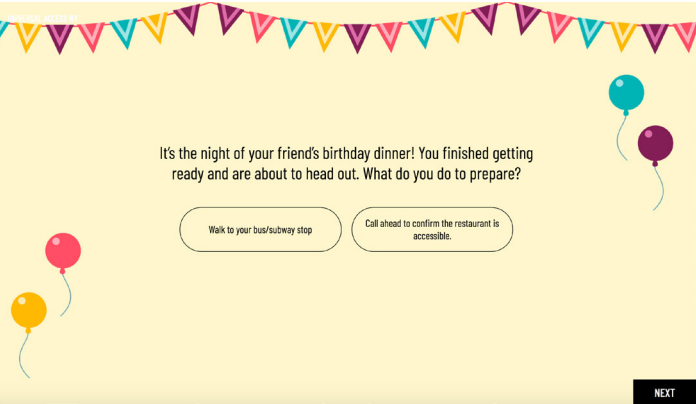 It's the night of your friend's birthday dinner! You finished getting
ready and are about to head out. What do you do to prepare?
Walk to your bus/subway stop
Call ahead to confirm the restaurant is
accessible.
NEXT